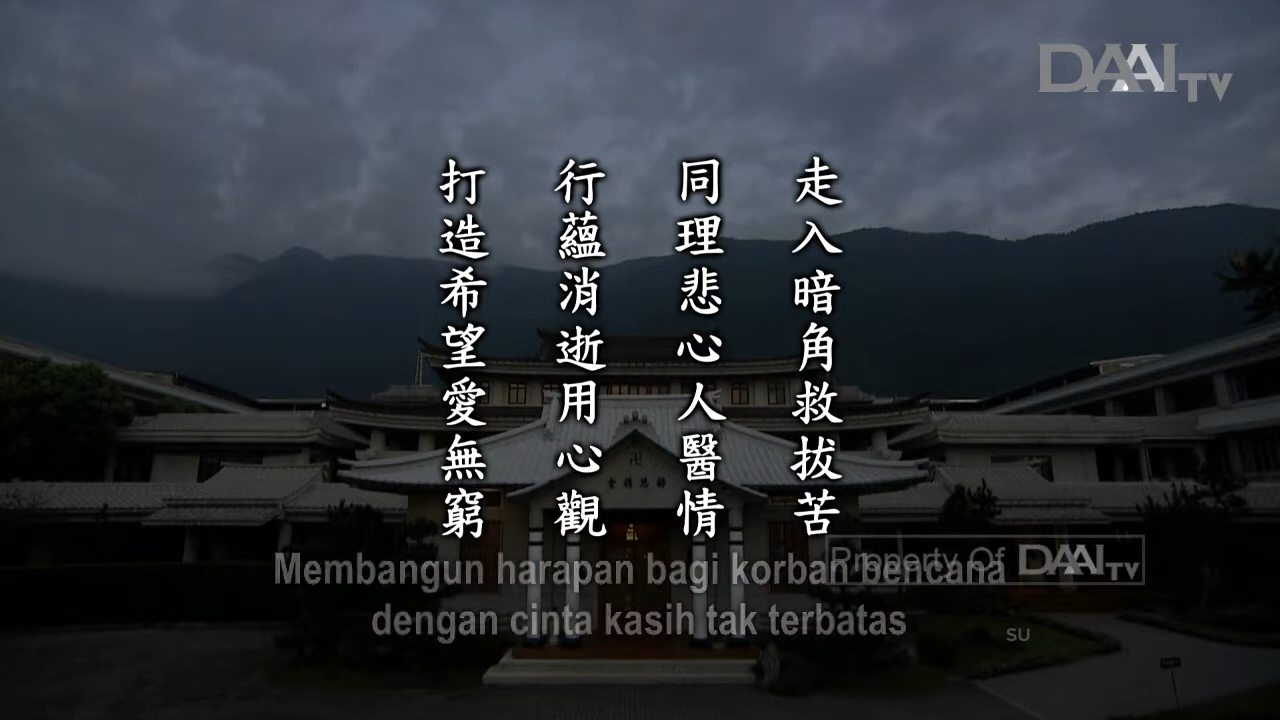 DAAI TV
走入暗角救拔苦
同理悲心人醫情
行蘊消逝用心觀
打造希望愛無窮
Property Of DAAI TV
Membangun harapan bagi korban bencana
dengan cinta kasih tak terbatas
SU